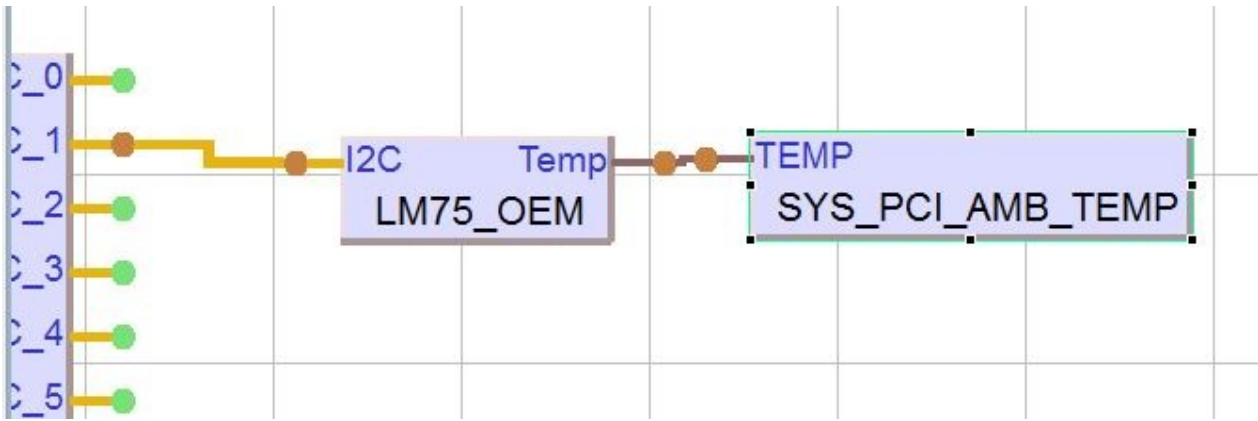 C_0
C_1
C_2
C_3
C_4
C_5
I2C Temp
LM75_OEM
TEMP
SYS_PCI_AMB_TEMP